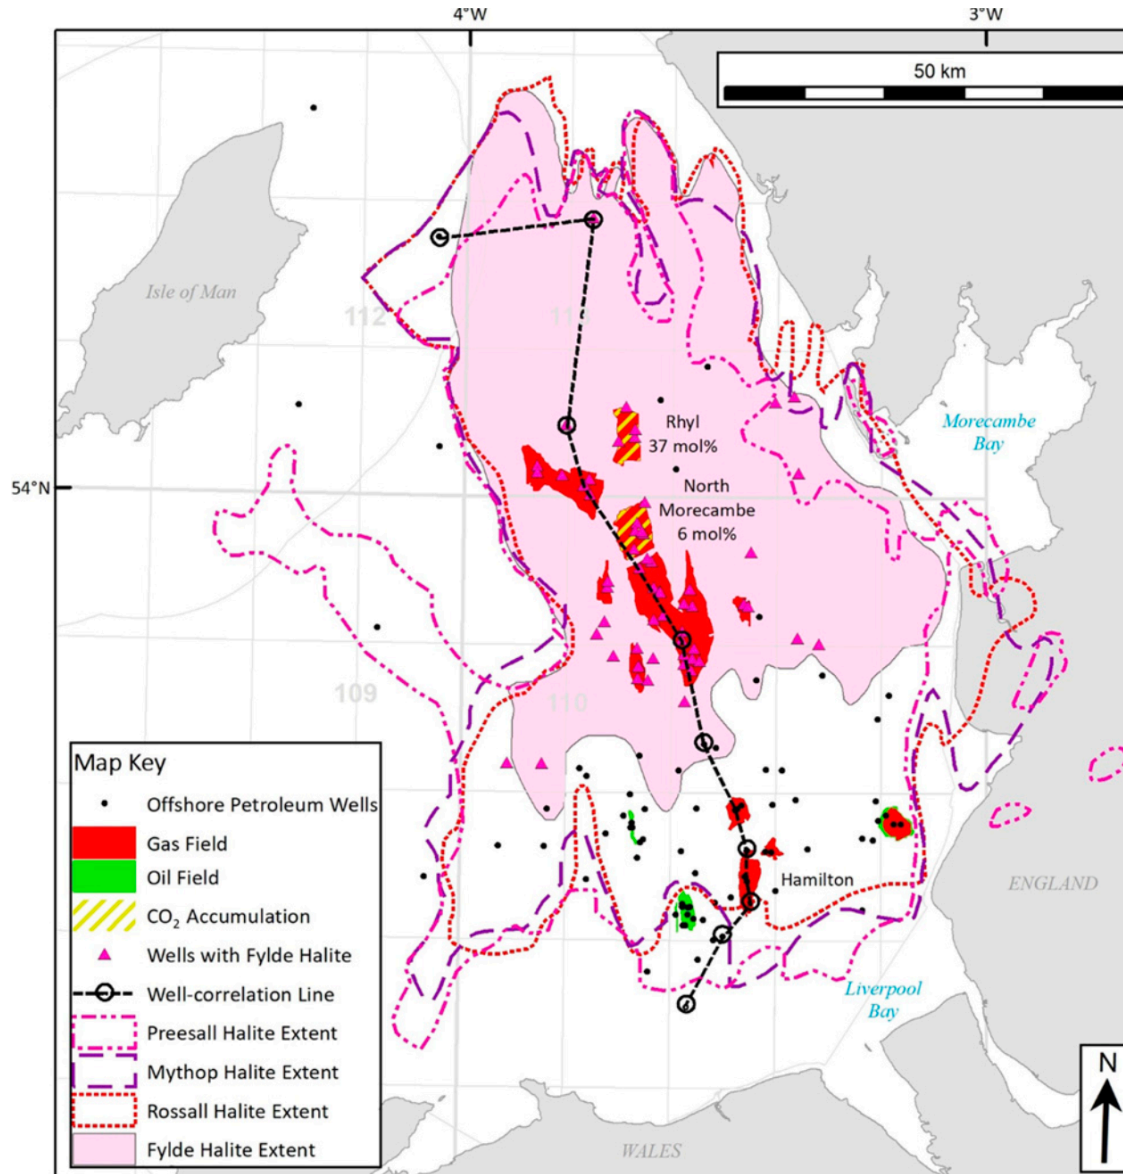 4°W
3°W
50 km
Isle of Man
112
113
Morecambe
Bay
Rhyl
37 mol%
54°N
North
Morecambe
6 mol%
109
110
Map Key
Offshore Petroleum Wells
Gas Field
Oil Field
CO₂ Accumulation
Wells with Fylde Halite
Well-correlation Line
Preesall Halite Extent
Mythop Halite Extent
Rossall Halite Extent
Fylde Halite Extent
Hamilton
ENGLAND
Liverpool
Bay
WALES
N